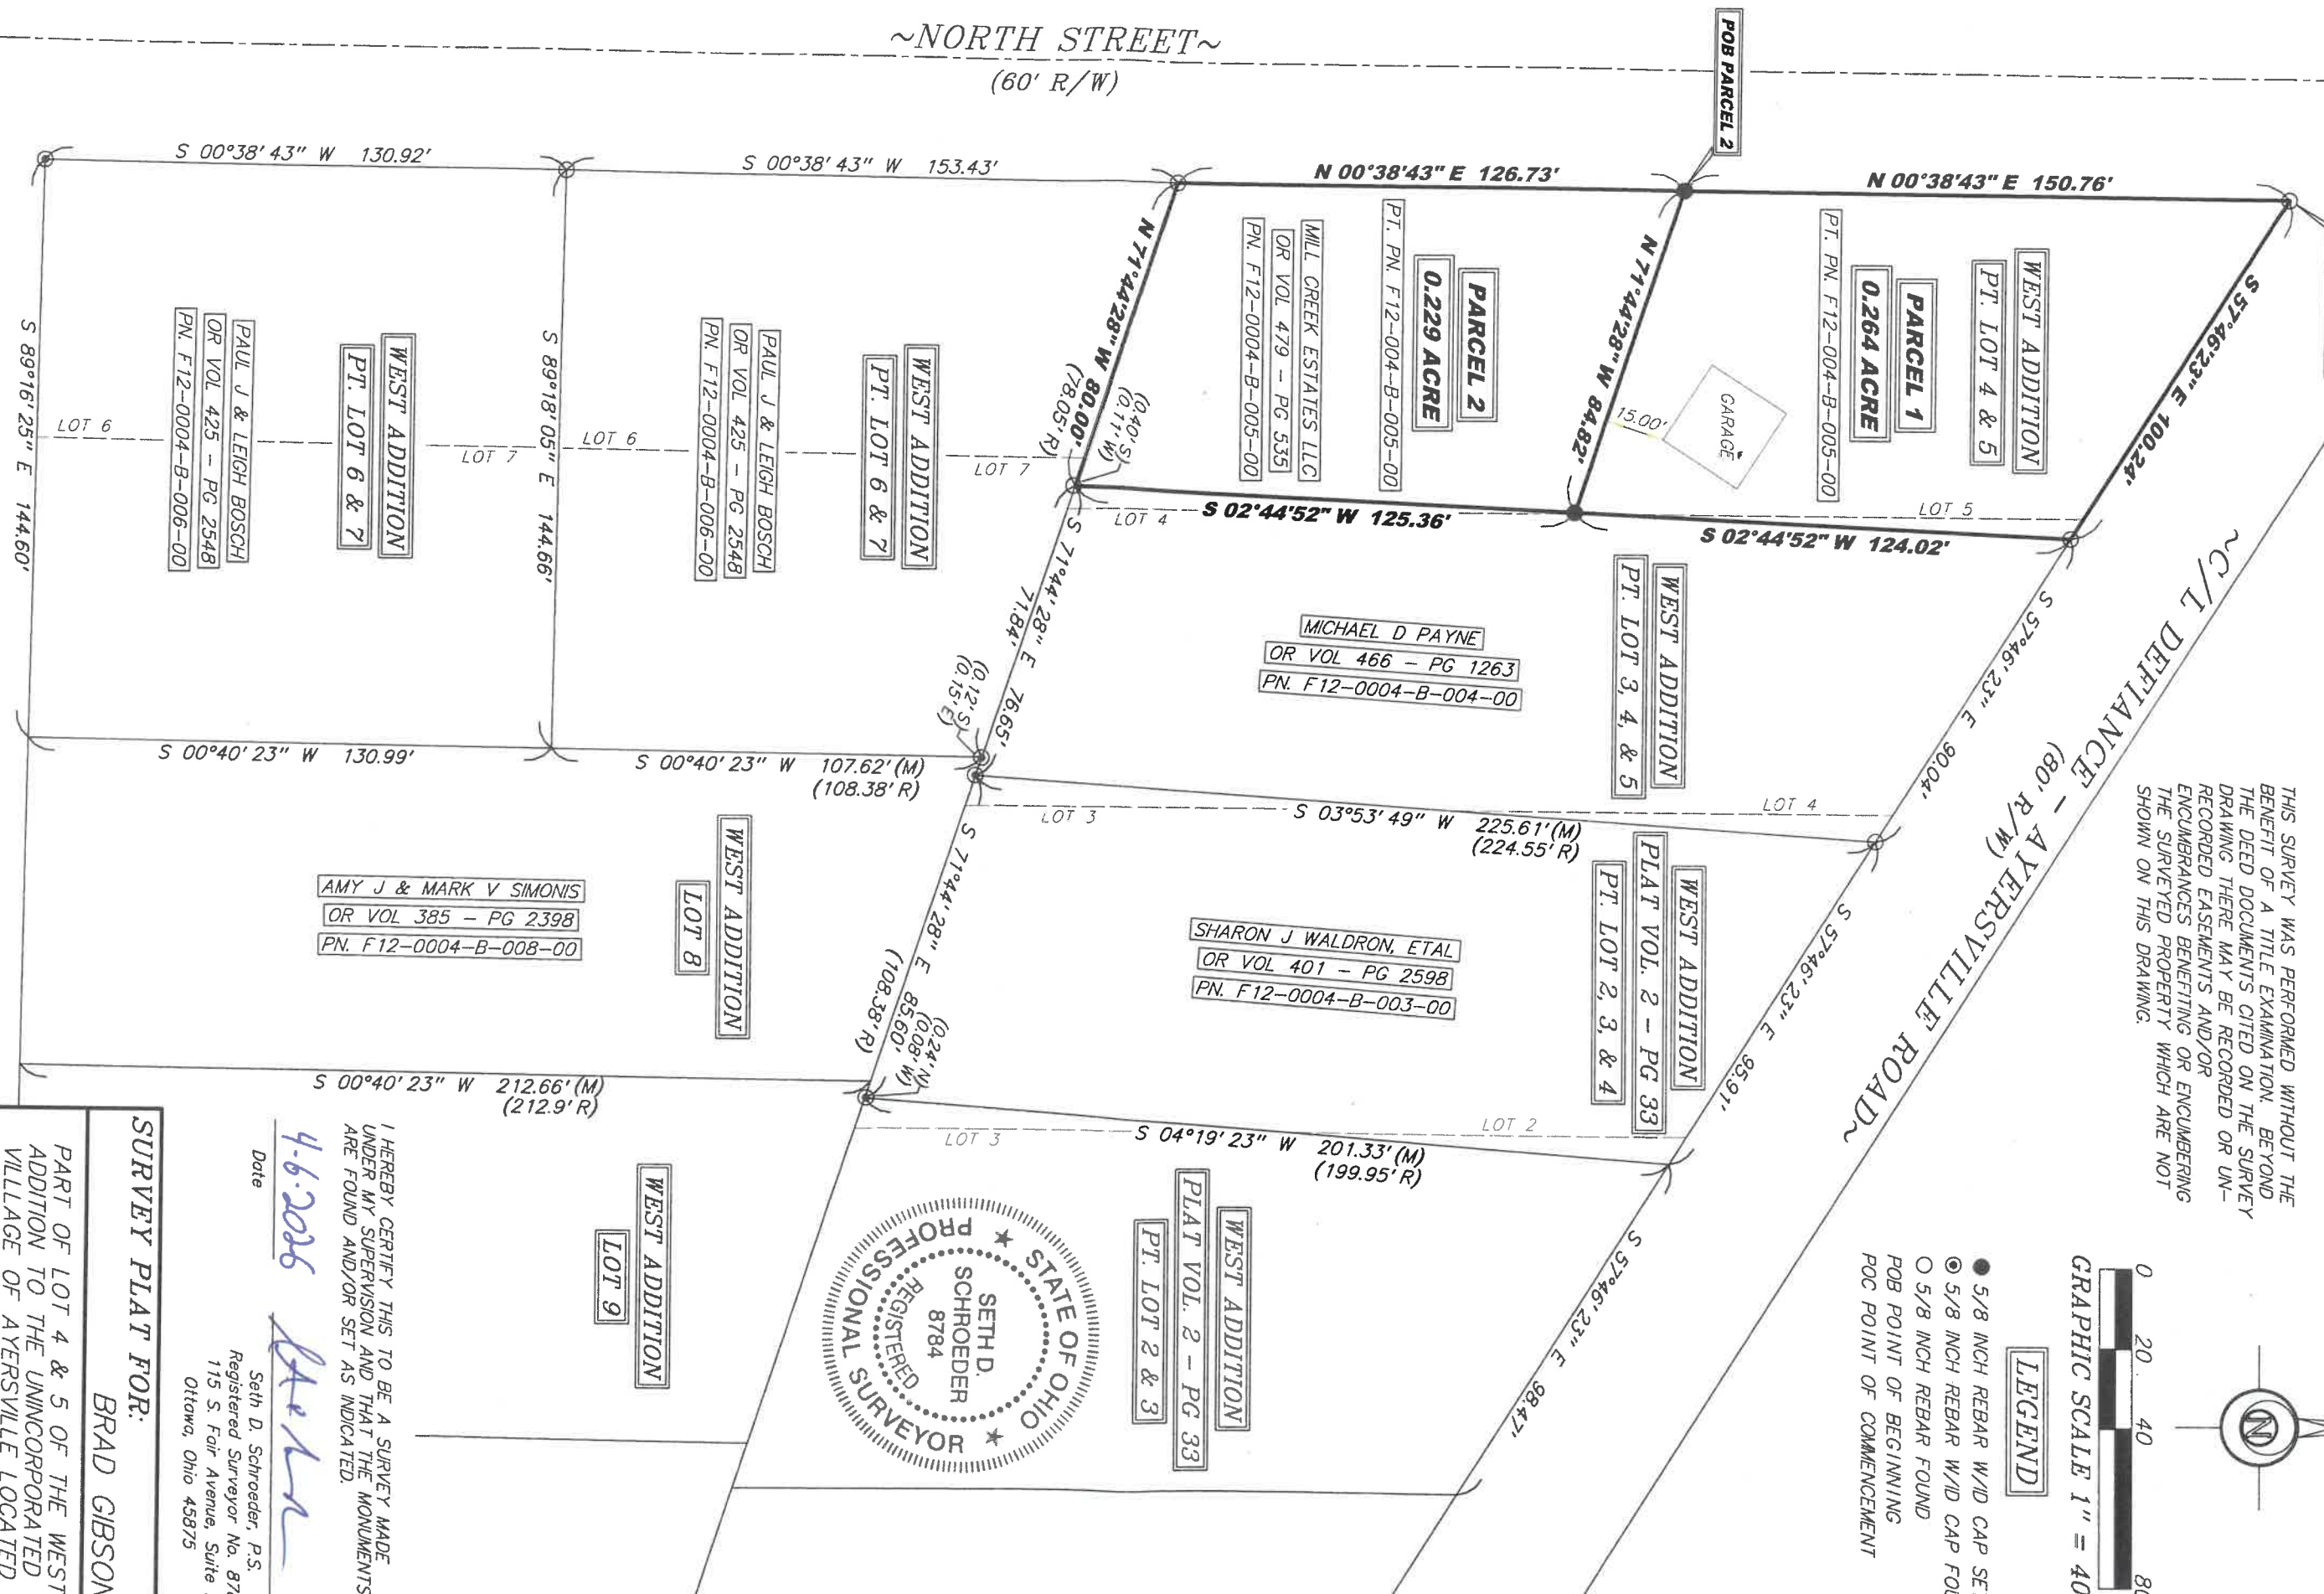 ~NORTH STREET~
(60' R/W)
POB PARCEL 2
S 00°38'43" W 130.92'
S 00°38'43" W 153.43'
N 00°38'43" E 126.73'
N 00°38'43" E 150.76'
S 57°46'23" E 100.24'
WEST ADDITION
PT. LOT 4 & 5
PARCEL 1
0.264 ACRE
PT. PN. F12-004-B-005-00
GARAGE
15.00'
N 71°44'28" W 84.82'
LOT 5
S 02°44'52" W 124.02'
PARCEL 2
0.229 ACRE
PT. PN. F12-004-B-005-00
MILL CREEK ESTATES LLC
OR VOL 479 - PG 535
PN. F12-0004-B-005-00
N 71°44'28" W 80.00'
(78.05' R)
(0.40' S)
(0.11' W)
LOT 4
S 02°44'52" W 125.36'
WEST ADDITION
PT. LOT 6 & 7
PAUL J & LEIGH BOSCH
OR VOL 425 - PG 2548
PN. F12-0004-B-006-00
LOT 7
LOT 6
S 89°18'05" E 144.66'
WEST ADDITION
PT. LOT 6 & 7
PAUL J & LEIGH BOSCH
OR VOL 425 - PG 2548
PN. F12-0004-B-006-00
LOT 7
LOT 6
S 89°16'25" E 144.60'
~C/L DEFIANCE - AYERSVILLE ROAD~
(80' R/W)
S 57°46'23" E 90.04'
WEST ADDITION
PT. LOT 3, 4, & 5
MICHAEL D PAYNE
OR VOL 466 - PG 1263
PN. F12-0004-B-004-00
S 71°44'28" E 76.65'
71.84'
(0.12' S)
(0.15' E)
S 00°40'23" W 130.99'
S 00°40'23" W 107.62'(M)
(108.38' R)
LOT 4
LOT 3
S 03°53'49" W 225.61'(M)
(224.55' R)
S 57°46'23" E 95.91'
WEST ADDITION
PLAT VOL. 2 - PG 33
PT. LOT 2, 3, & 4
SHARON J WALDRON, ETAL
OR VOL 401 - PG 2598
PN. F12-0004-B-003-00
S 71°44'28" E 85.60'
(108.38' R)
(0.24' N)
(0.08' W)
WEST ADDITION
LOT 8
AMY J & MARK V SIMONIS
OR VOL 385 - PG 2398
PN. F12-0004-B-008-00
S 00°40'23" W 212.66'(M)
(212.9' R)
LOT 2
LOT 3
S 04°19'23" W 201.33'(M)
(199.95' R)
S 57°46'23" E 98.47'
WEST ADDITION
PLAT VOL. 2 - PG 33
PT. LOT 2 & 3
WEST ADDITION
LOT 9
STATE OF OHIO
SETH D.
SCHROEDER
8784
REGISTERED
PROFESSIONAL SURVEYOR
THIS SURVEY WAS PERFORMED WITHOUT THE
BENEFIT OF A TITLE EXAMINATION. BEYOND
THE DEED DOCUMENTS CITED ON THE SURVEY
DRAWING THERE MAY BE RECORDED OR UN-
RECORDED EASEMENTS AND/OR
ENCUMBRANCES BENEFITING OR ENCUMBERING
THE SURVEYED PROPERTY WHICH ARE NOT
SHOWN ON THIS DRAWING.
N
0 20 40 80
GRAPHIC SCALE 1" = 40
LEGEND
5/8 INCH REBAR W/ID CAP SE
5/8 INCH REBAR W/ID CAP FO
5/8 INCH REBAR FOUND
POB POINT OF BEGINNING
POC POINT OF COMMENCEMENT
I HEREBY CERTIFY THIS TO BE A SURVEY MADE
UNDER MY SUPERVISION AND THAT THE MONUMENTS
ARE FOUND AND/OR SET AS INDICATED.
4-6-2026
Date
Seth D. Schroeder, P.S.
Registered Surveyor No. 878
115 S. Fair Avenue, Suite
Ottawa, Ohio 45875
SURVEY PLAT FOR:
BRAD GIBSON
PART OF LOT 4 & 5 OF THE WEST
ADDITION TO THE UNINCORPORATED
VILLAGE OF AYERSVILLE LOCATED